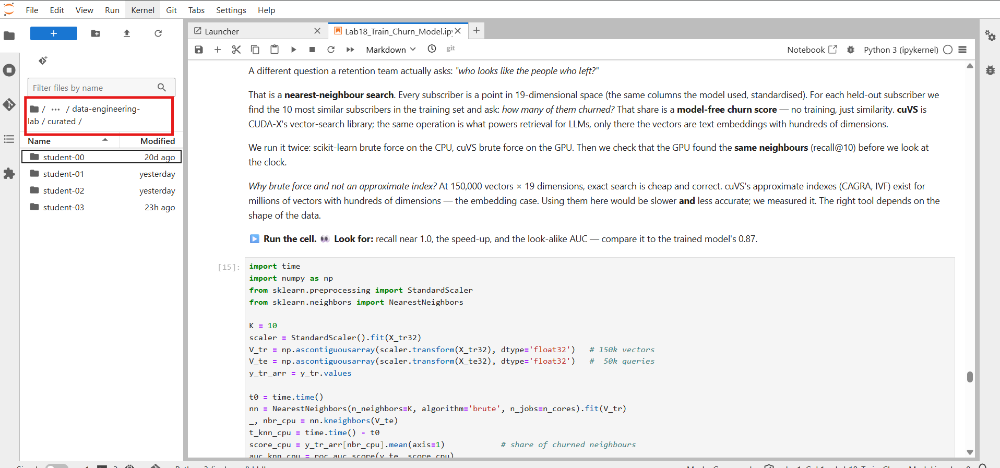 File Edit View Run Kernel Git Tabs Settings Help
Launcher
Lab18_Train_Churn_Model.ipy
Markdown
git
Notebook
Python 3 (ipykernel)
Filter files by name
/ ... / data-engineering-
lab / curated /
Name Modified
student-00 20d ago
student-01 yesterday
student-02 yesterday
student-03 23h ago
A different question a retention team actually asks: "who looks like the people who left?"
That is a nearest-neighbour search. Every subscriber is a point in 19-dimensional space (the same columns the model used, standardised). For each held-out subscriber we
find the 10 most similar subscribers in the training set and ask: how many of them churned? That share is a model-free churn score — no training, just similarity. cuVS is
CUDA-X's vector-search library; the same operation is what powers retrieval for LLMs, only there the vectors are text embeddings with hundreds of dimensions.
We run it twice: scikit-learn brute force on the CPU, cuVS brute force on the GPU. Then we check that the GPU found the same neighbours (recall@10) before we look at
the clock.
Why brute force and not an approximate index? At 150,000 vectors × 19 dimensions, exact search is cheap and correct. cuVS's approximate indexes (CAGRA, IVF) exist for
millions of vectors with hundreds of dimensions — the embedding case. Using them here would be slower and less accurate; we measured it. The right tool depends on the
shape of the data.
▶️ Run the cell. 👀 Look for: recall near 1.0, the speed-up, and the look-alike AUC — compare it to the trained model's 0.87.
[15]:
import time
import numpy as np
from sklearn.preprocessing import StandardScaler
from sklearn.neighbors import NearestNeighbors
K = 10
scaler = StandardScaler().fit(X_tr32)
V_tr = np.ascontiguousarray(scaler.transform(X_tr32), dtype='float32')   # 150k vectors
V_te = np.ascontiguousarray(scaler.transform(X_te32), dtype='float32')   #  50k queries
y_tr_arr = y_tr.values
t0 = time.time()
nn = NearestNeighbors(n_neighbors=K, algorithm='brute', n_jobs=n_cores).fit(V_tr)
_, nbr_cpu = nn.kneighbors(V_te)
t_knn_cpu = time.time() - t0
score_cpu = y_tr_arr[nbr_cpu].mean(axis=1)            # share of churned neighbours
auc_knn_cpu = roc_auc_score(y_te, score_cpu)